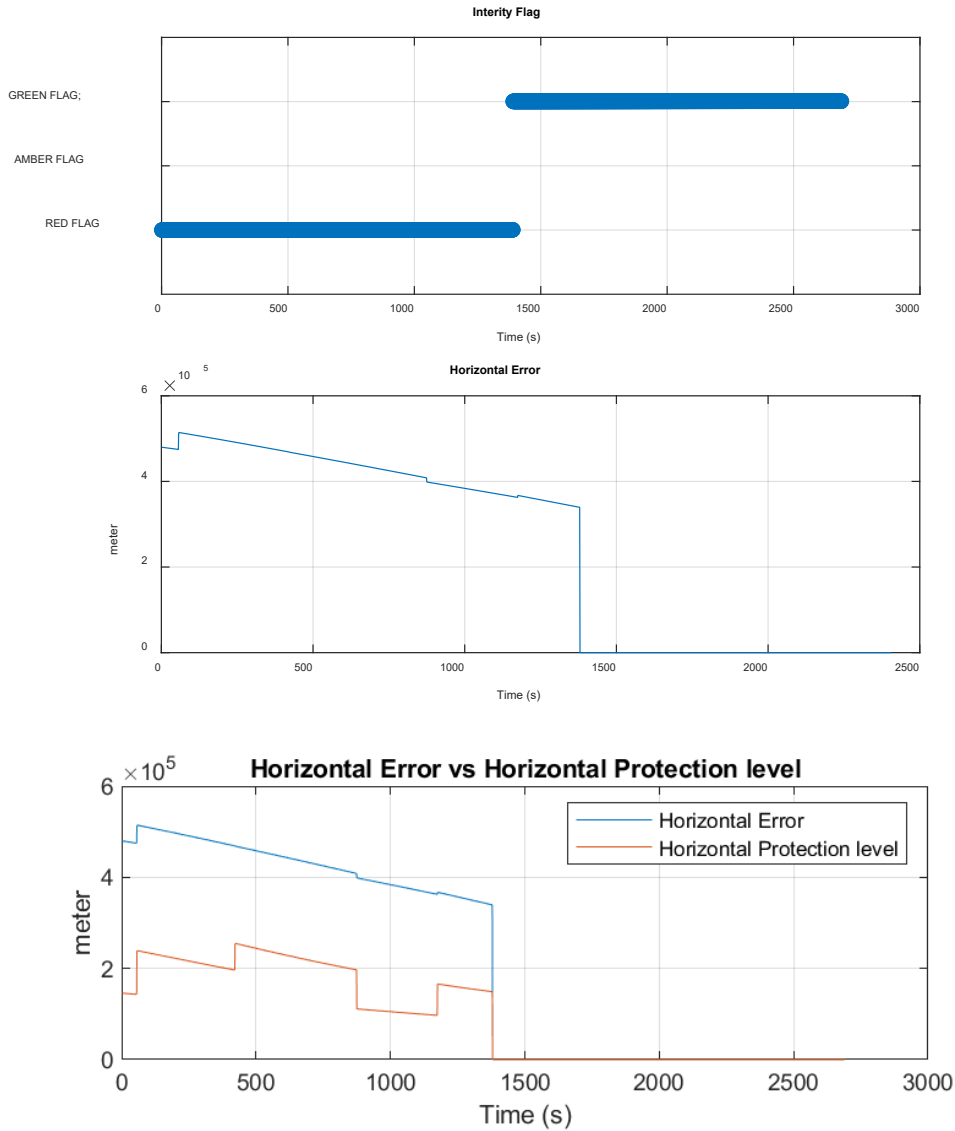 Interity Flag
GREEN FLAG;
AMBER FLAG
RED FLAG
0 500 1000 1500 2000 2500 3000
Time (s)
Horizontal Error
× 10 5
6
4
2
0
meter
0 500 1000 1500 2000 2500
Time (s)
Horizontal Error vs Horizontal Protection level
×10⁵
6
4
2
0
meter
Horizontal Error
Horizontal Protection level
0 500 1000 1500 2000 2500 3000
Time (s)